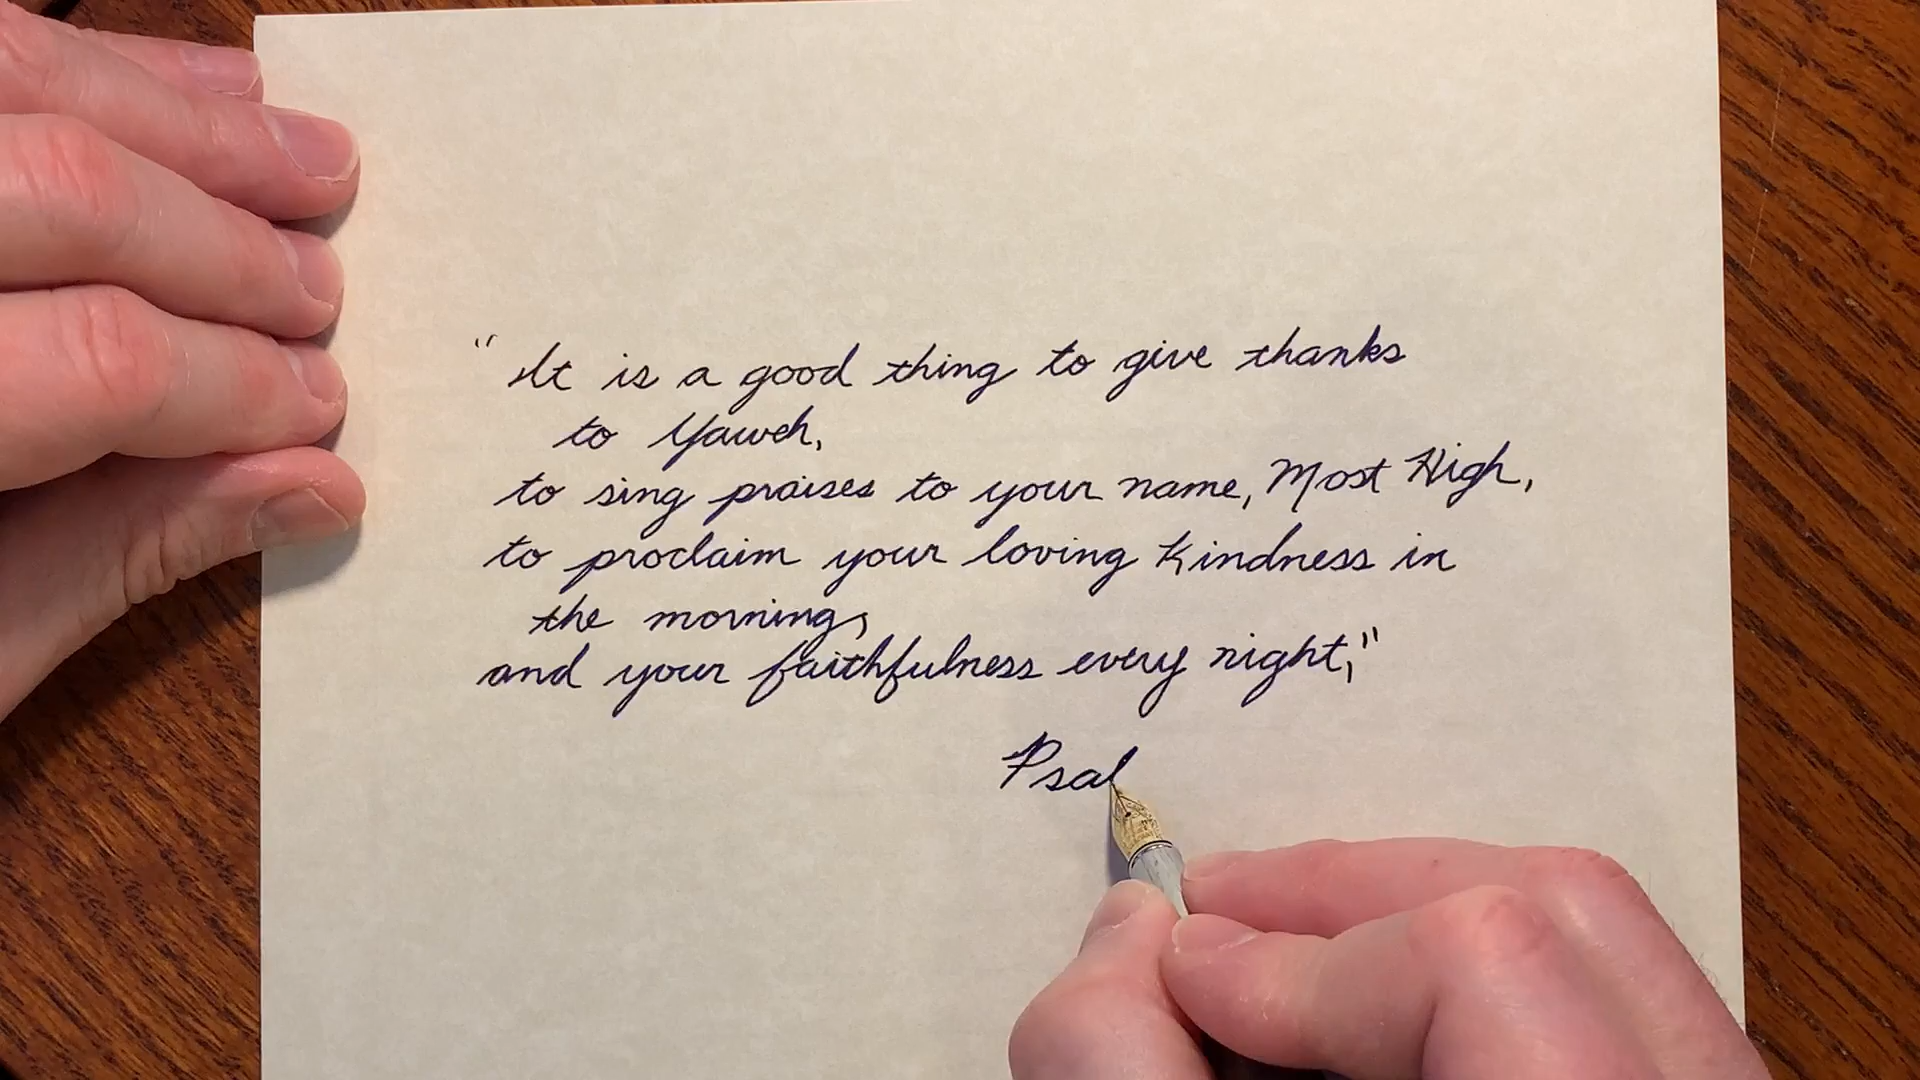 "It is a good thing to give thanks
to Yaweh,
to sing praises to your name, Most High,
to proclaim your loving kindness in
the morning,
and your faithfulness every night,"
Psal